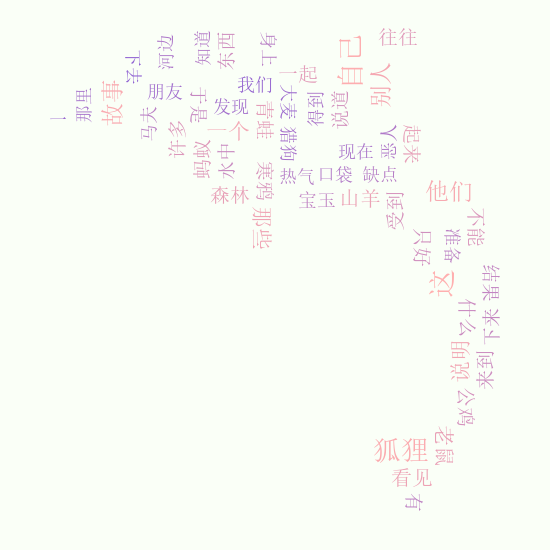 往往
自己
别人
身上
东西
知道
河边
下子
一起
我们
朋友
那里
一
故事
马夫
于是
发现
青蛙
大麦
得到
说道
许多
一个
猎狗
恶人
起来
蚂蚁
水中
寒鸦
热气
口袋
现在
缺点
森林
宝玉
山羊
受到
他们
那些
只好
准备
不能
这
结果
什么
下来
说明
来到
公鸡
狐狸
老鼠
看见
有